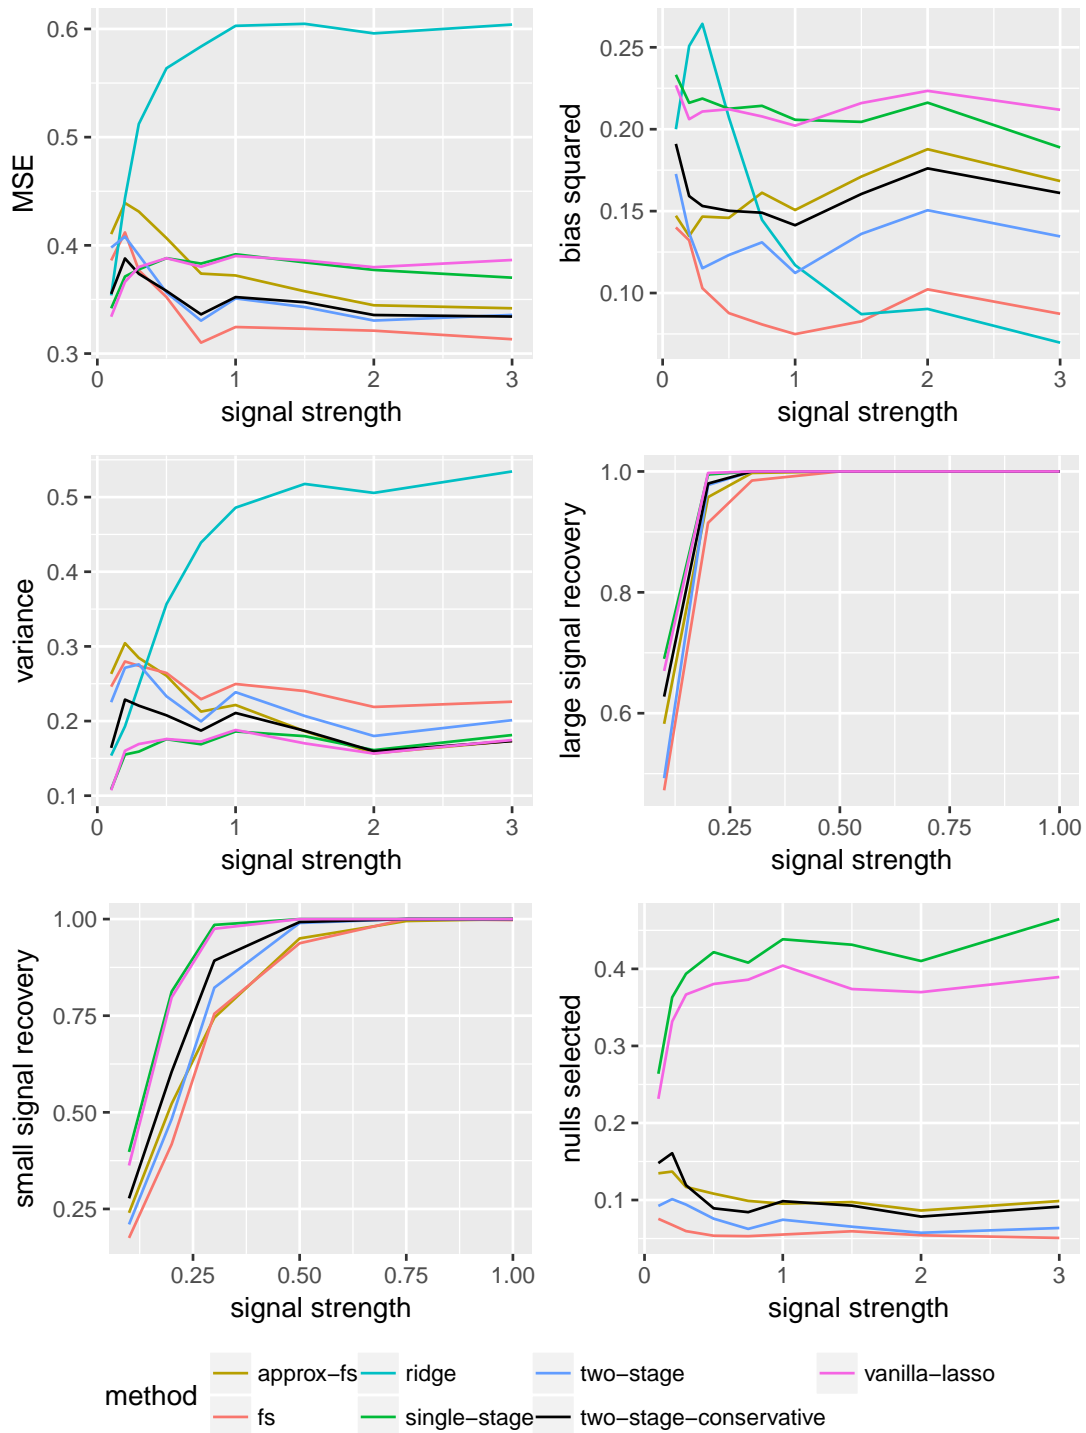 MSE
0.6
0.5
0.4
0.3
0
1
2
3
signal strength
bias squared
0.25
0.20
0.15
0.10
0
1
2
3
signal strength
variance
0.5
0.4
0.3
0.2
0.1
0
1
2
3
signal strength
large signal recovery
1.0
0.8
0.6
0.25
0.50
0.75
1.00
signal strength
small signal recovery
1.00
0.75
0.50
0.25
0.25
0.50
0.75
1.00
signal strength
nulls selected
0.4
0.3
0.2
0.1
0
1
2
3
signal strength
method
approx−fs
ridge
two−stage
vanilla−lasso
fs
single−stage
two−stage−conservative